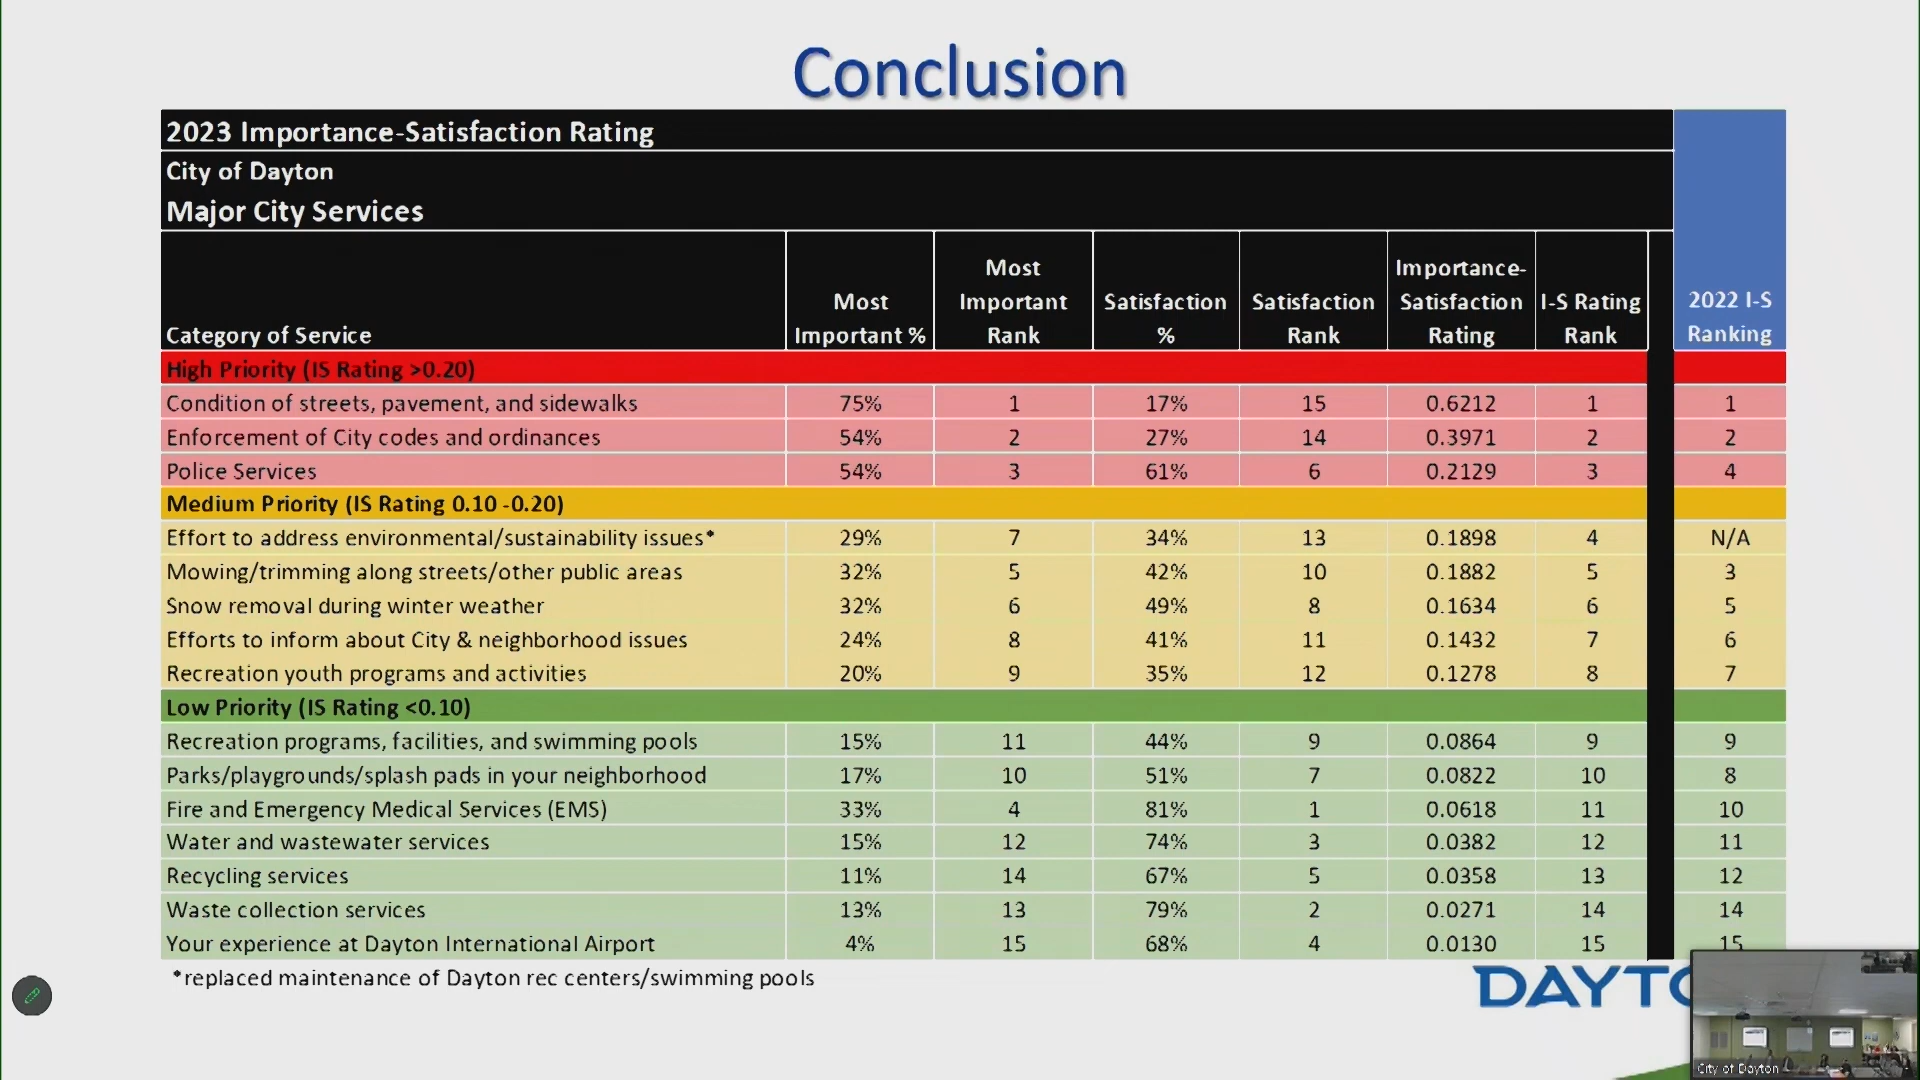 Conclusion
2023 Importance-Satisfaction Rating
City of Dayton
Major City Services
Category of Service Most Important % Most Important Rank Satisfaction % Satisfaction Rank Importance-Satisfaction Rating I-S Rating Rank 2022 I-S Ranking
High Priority (IS Rating >0.20)
Condition of streets, pavement, and sidewalks 75% 1 17% 15 0.6212 1 1
Enforcement of City codes and ordinances 54% 2 27% 14 0.3971 2 2
Police Services 54% 3 61% 6 0.2129 3 4
Medium Priority (IS Rating 0.10 -0.20)
Effort to address environmental/sustainability issues* 29% 7 34% 13 0.1898 4 N/A
Mowing/trimming along streets/other public areas 32% 5 42% 10 0.1882 5 3
Snow removal during winter weather 32% 6 49% 8 0.1634 6 5
Efforts to inform about City & neighborhood issues 24% 8 41% 11 0.1432 7 6
Recreation youth programs and activities 20% 9 35% 12 0.1278 8 7
Low Priority (IS Rating <0.10)
Recreation programs, facilities, and swimming pools 15% 11 44% 9 0.0864 9 9
Parks/playgrounds/splash pads in your neighborhood 17% 10 51% 7 0.0822 10 8
Fire and Emergency Medical Services (EMS) 33% 4 81% 1 0.0618 11 10
Water and wastewater services 15% 12 74% 3 0.0382 12 11
Recycling services 11% 14 67% 5 0.0358 13 12
Waste collection services 13% 13 79% 2 0.0271 14 14
Your experience at Dayton International Airport 4% 15 68% 4 0.0130 15 15
*replaced maintenance of Dayton rec centers/swimming pools
DAYTO
City of Dayton